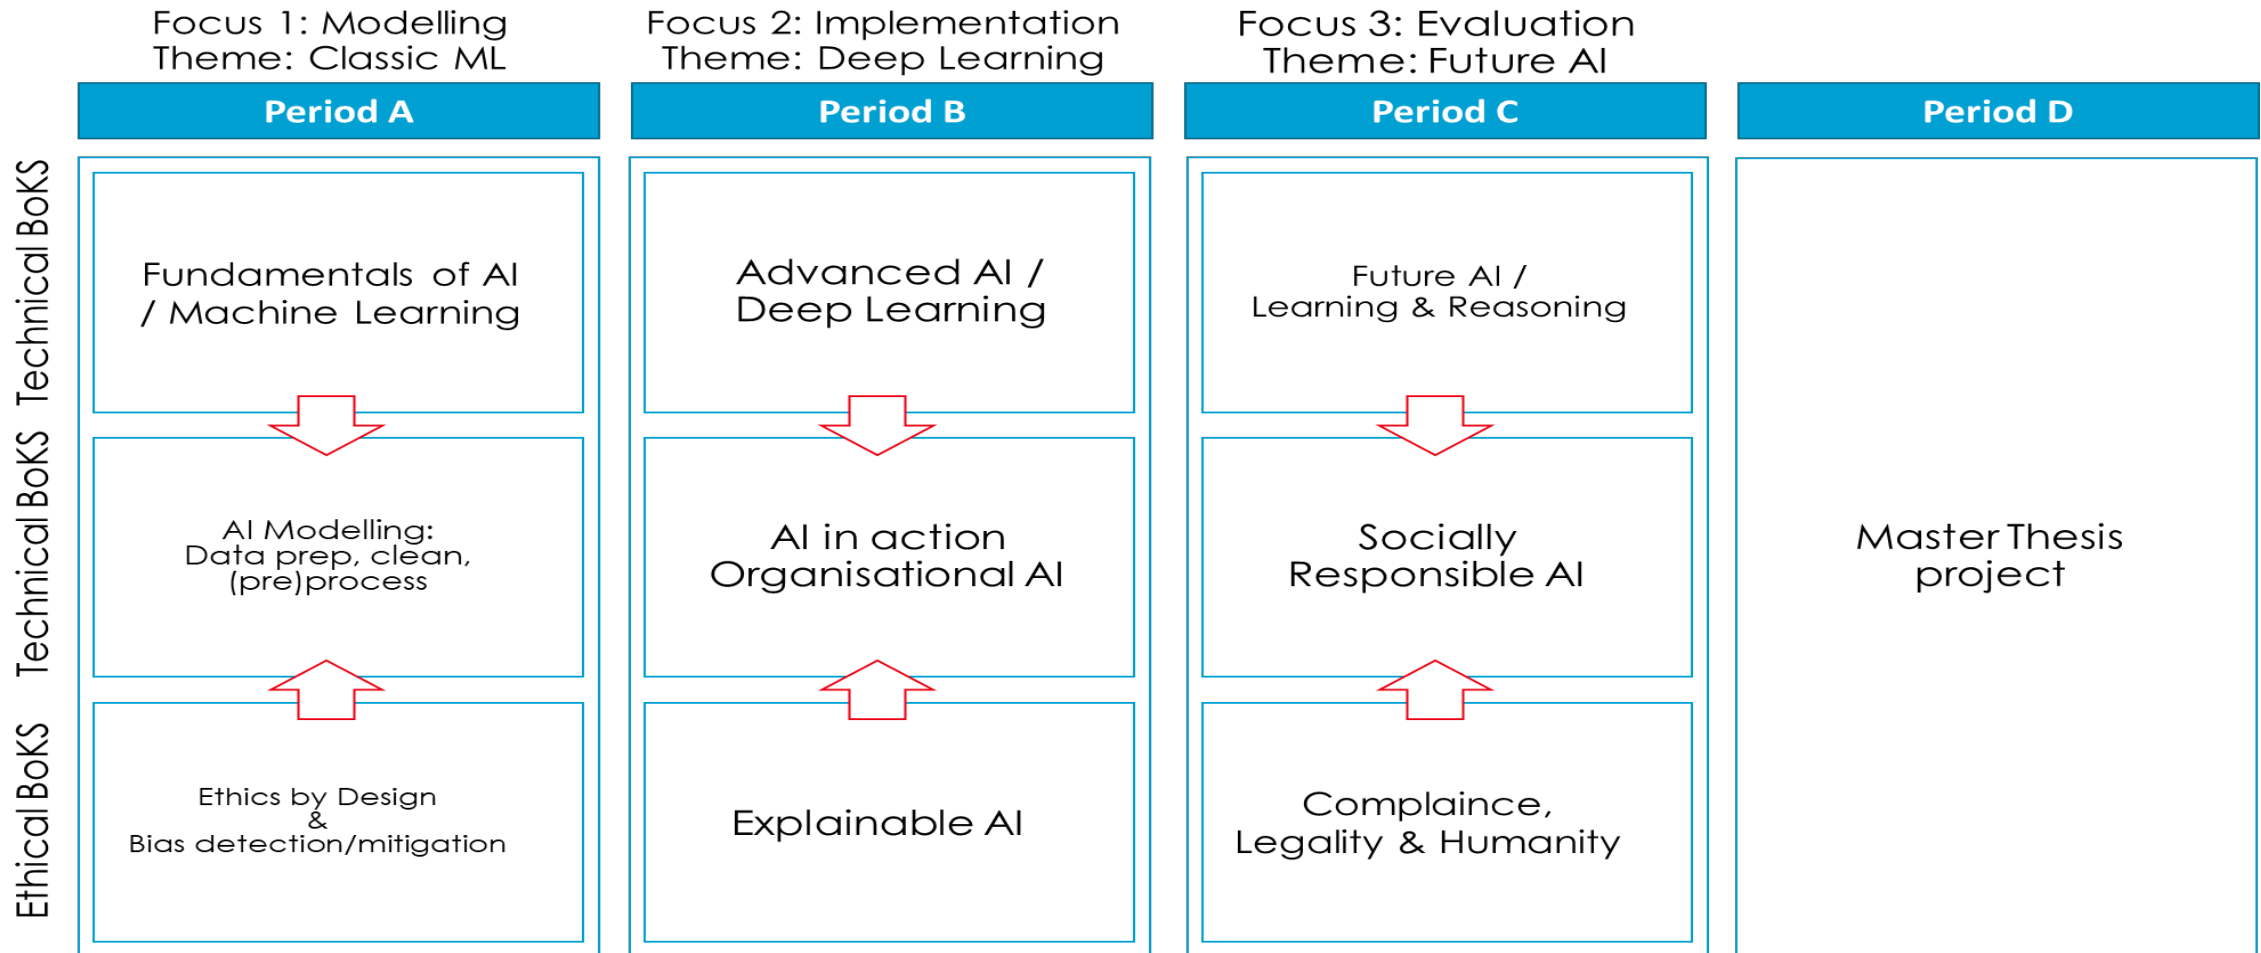 Focus 1: Modelling
Theme: Classic ML
Focus 2: Implementation
Theme: Deep Learning
Focus 3: Evaluation
Theme: Future AI
Period A
Period B
Period C
Period D
Technical BoKS
Fundamentals of AI
/ Machine Learning
Advanced AI /
Deep Learning
Future AI /
Learning & Reasoning
Technical BoKS
AI Modelling:
Data prep, clean,
(pre)process
AI in action
Organisational AI
Socially
Responsible AI
Master Thesis
project
Ethical BoKS
Ethics by Design
&
Bias detection/mitigation
Explainable AI
Complaince,
Legality & Humanity